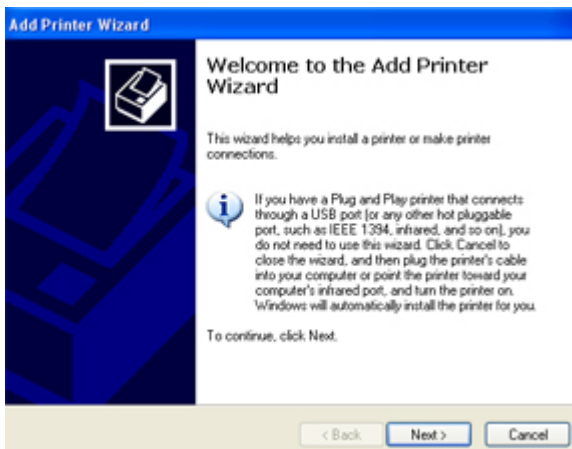 Add Printer Wizard
Welcome to the Add Printer
Wizard
This wizard helps you install a printer or make printer
connections.
If you have a Plug and Play printer that connects
through a USB port (or any other hot pluggable
port, such as IEEE 1394, infrared, and so on), you
do not need to use this wizard. Click Cancel to
close the wizard, and then plug the printer's cable
into your computer or point the printer toward your
computer's infrared port, and turn the printer on.
Windows will automatically install the printer for you.
To continue, click Next.
< Back
Next >
Cancel